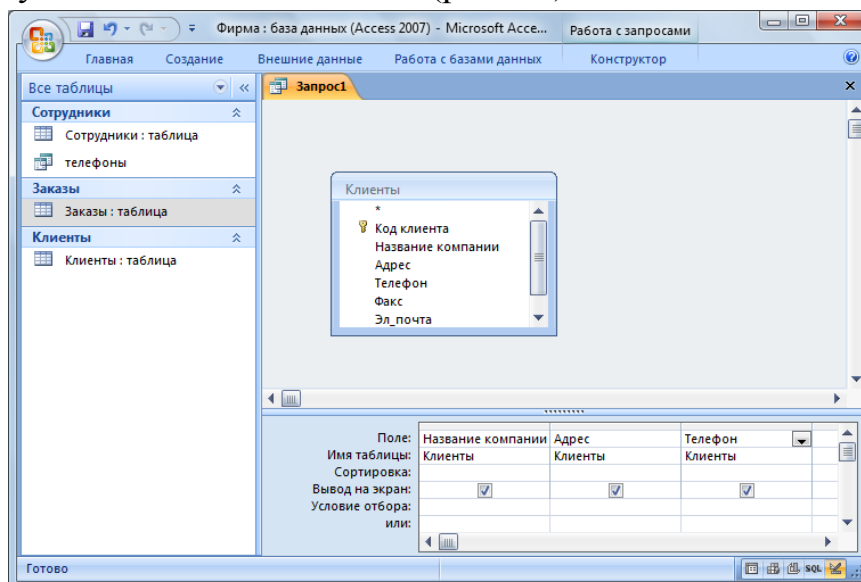 Фирма : база данных (Access 2007) - Microsoft Acce...
Работа с запросами
Главная Создание Внешние данные Работа с базами данных Конструктор
Все таблицы
Запрос1
Сотрудники
Сотрудники : таблица
телефоны
Заказы
Заказы : таблица
Клиенты
Клиенты : таблица
Клиенты
*
Код клиента
Название компании
Адрес
Телефон
Факс
Эл_почта
Поле: Название компании Адрес Телефон
Имя таблицы: Клиенты Клиенты Клиенты
Сортировка:
Вывод на экран:
Условие отбора:
или:
Готово
SQL